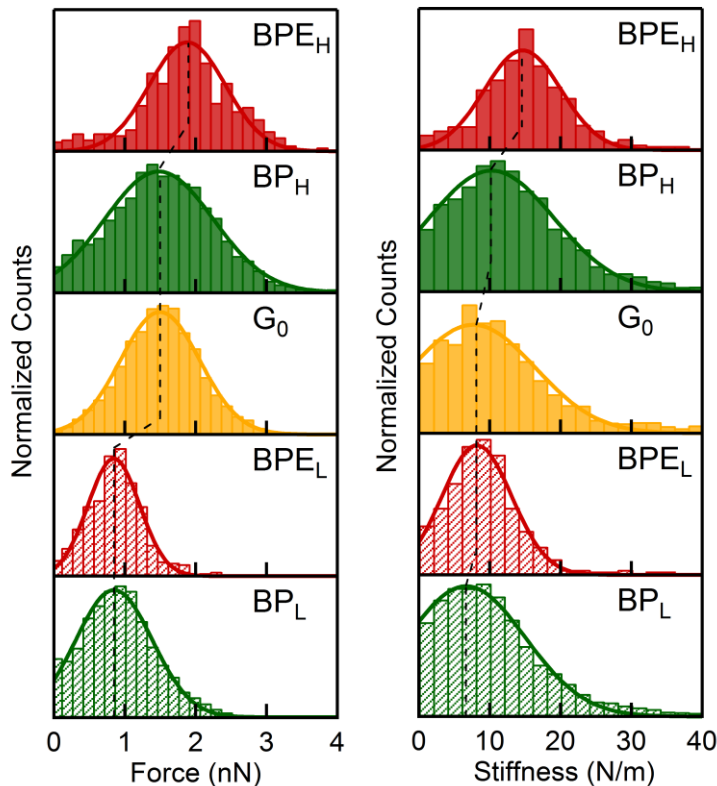 BPE_H
BP_H
G_0
BPE_L
BP_L
Normalized Counts
0 1 2 3 4
Force (nN)
BPE_H
BP_H
G_0
BPE_L
BP_L
Normalized Counts
0 10 20 30 40
Stiffness (N/m)